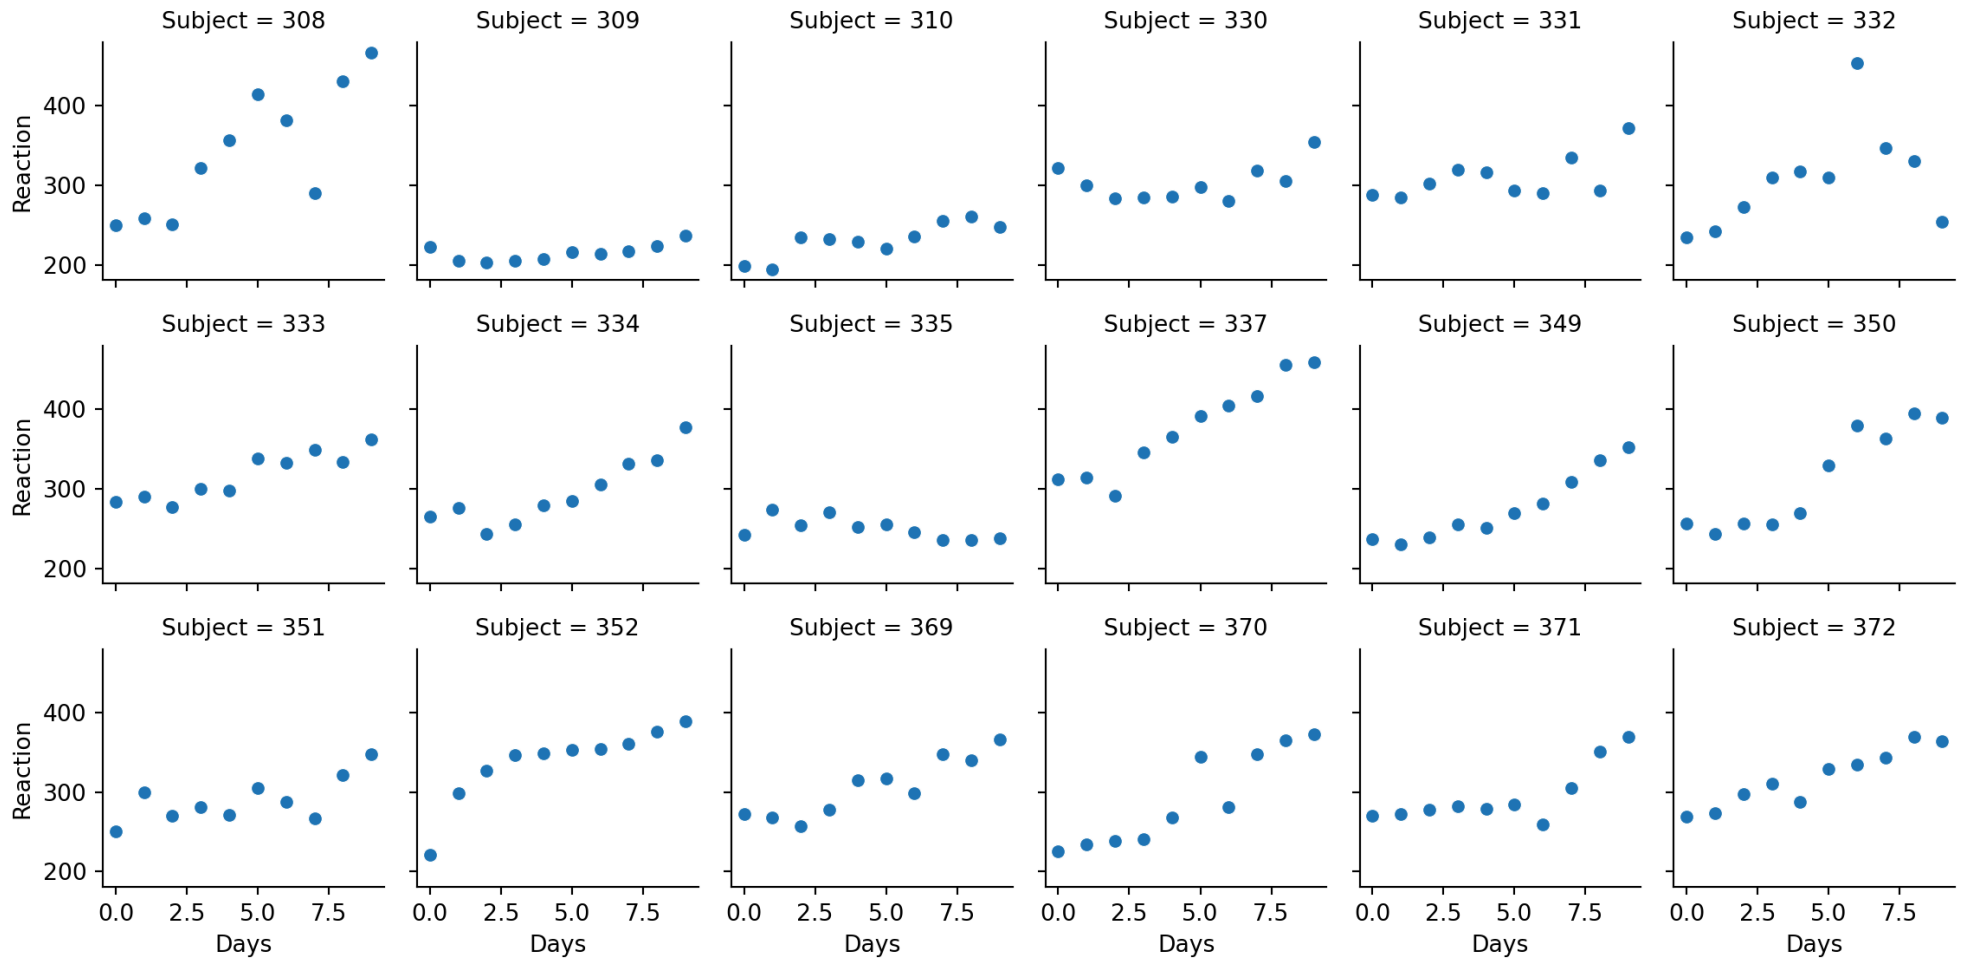 Subject = 308 Subject = 309 Subject = 310 Subject = 330 Subject = 331 Subject = 332
400
300
200
Reaction
Subject = 333 Subject = 334 Subject = 335 Subject = 337 Subject = 349 Subject = 350
400
300
200
Reaction
Subject = 351 Subject = 352 Subject = 369 Subject = 370 Subject = 371 Subject = 372
400
300
200
Reaction
0.0 2.5 5.0 7.5 0.0 2.5 5.0 7.5 0.0 2.5 5.0 7.5 0.0 2.5 5.0 7.5 0.0 2.5 5.0 7.5 0.0 2.5 5.0 7.5
Days Days Days Days Days Days